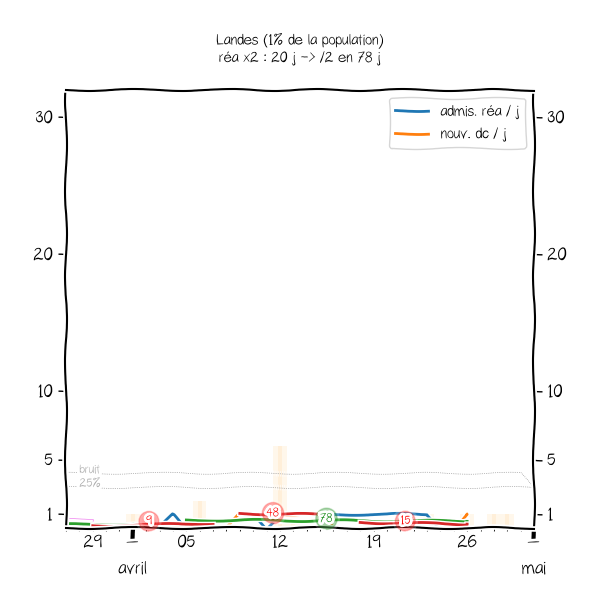 Landes (1% de la population)
réa x2 : 20 j -> /2 en 78 j
admis. réa / j
nouv. dc / j
30
30
20
20
10
10
5
5
bruit
25%
1
1
9
48
78
15
29
05
12
19
26
avril
mai